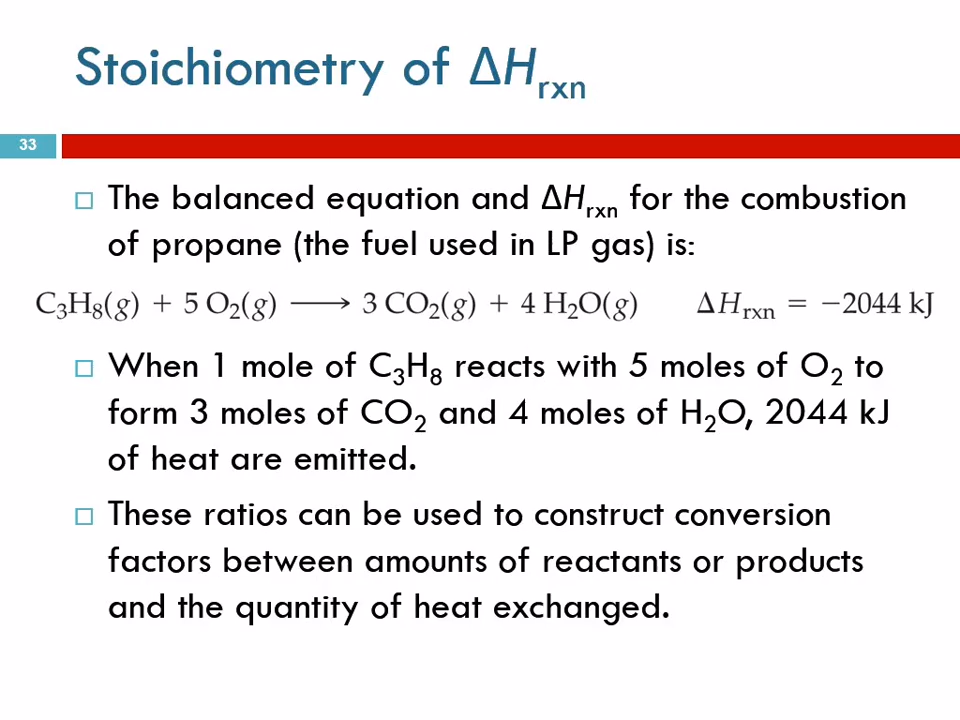 Stoichiometry of ΔHrxn
33
The balanced equation and ΔHrxn for the combustion
of propane (the fuel used in LP gas) is:
C₃H₈(g) + 5 O₂(g) ⟶ 3 CO₂(g) + 4 H₂O(g) ΔHrxn = −2044 kJ
When 1 mole of C₃H₈ reacts with 5 moles of O₂ to
form 3 moles of CO₂ and 4 moles of H₂O, 2044 kJ
of heat are emitted.
These ratios can be used to construct conversion
factors between amounts of reactants or products
and the quantity of heat exchanged.